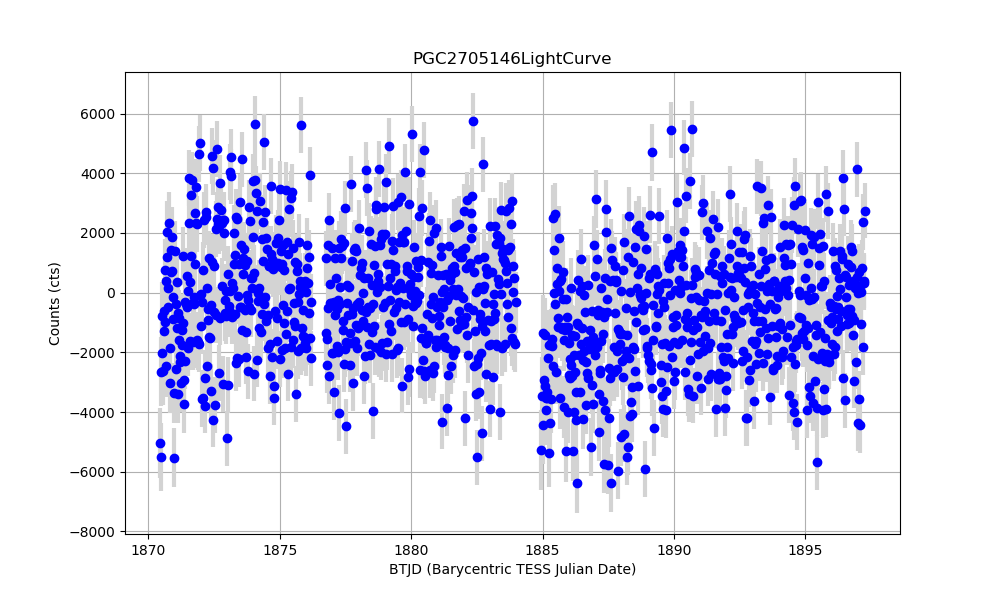 PGC2705146LightCurve
6000
4000
2000
0
−2000
−4000
−6000
−8000
Counts (cts)
1870 1875 1880 1885 1890 1895
BTJD (Barycentric TESS Julian Date)